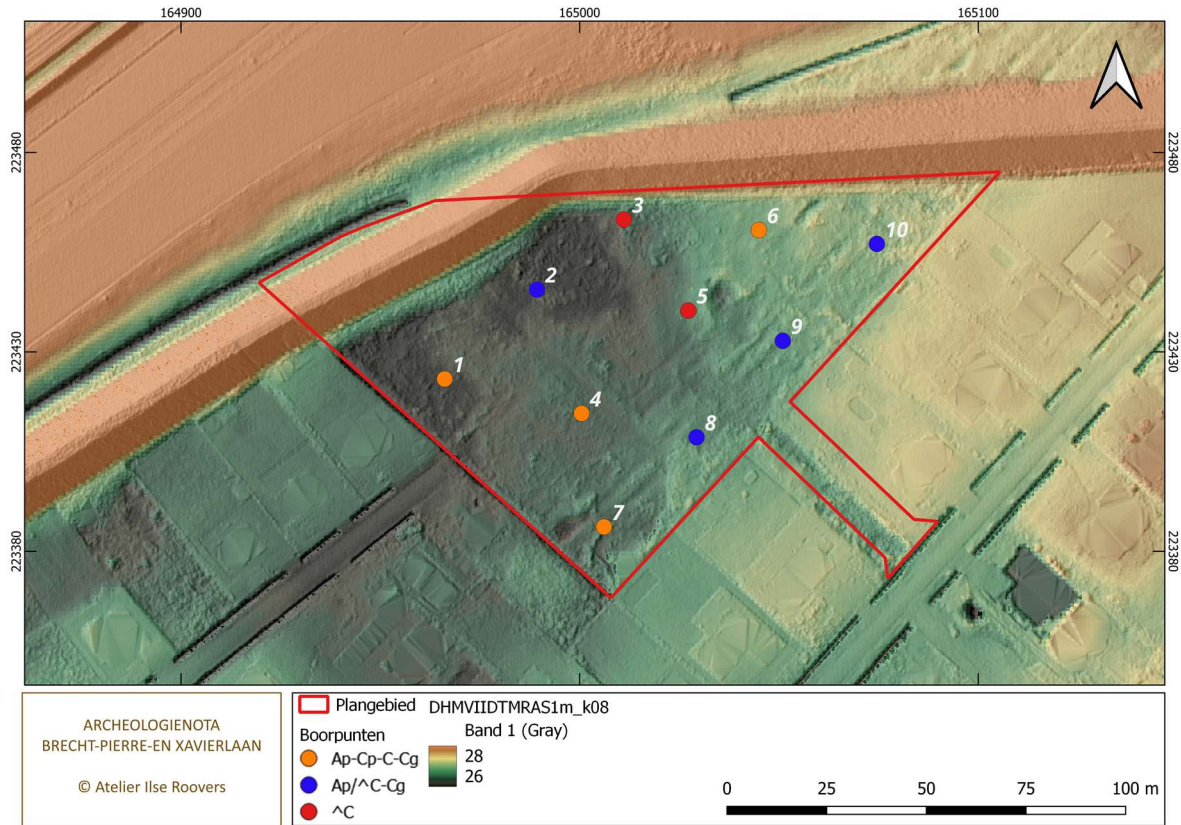 164900 165000 165100
223480 223480
3
6
10
2
5
9
223430 223430
1
4
8
7
223380 223380
ARCHEOLOGIENOTA
BRECHT-PIERRE-EN XAVIERLAAN
© Atelier Ilse Roovers
Plangebied
Boorpunten
Ap-Cp-C-Cg
Ap/^C-Cg
^C
DHMVIIDTMRAS1m_k08
Band 1 (Gray)
28
26
0 25 50 75 100 m